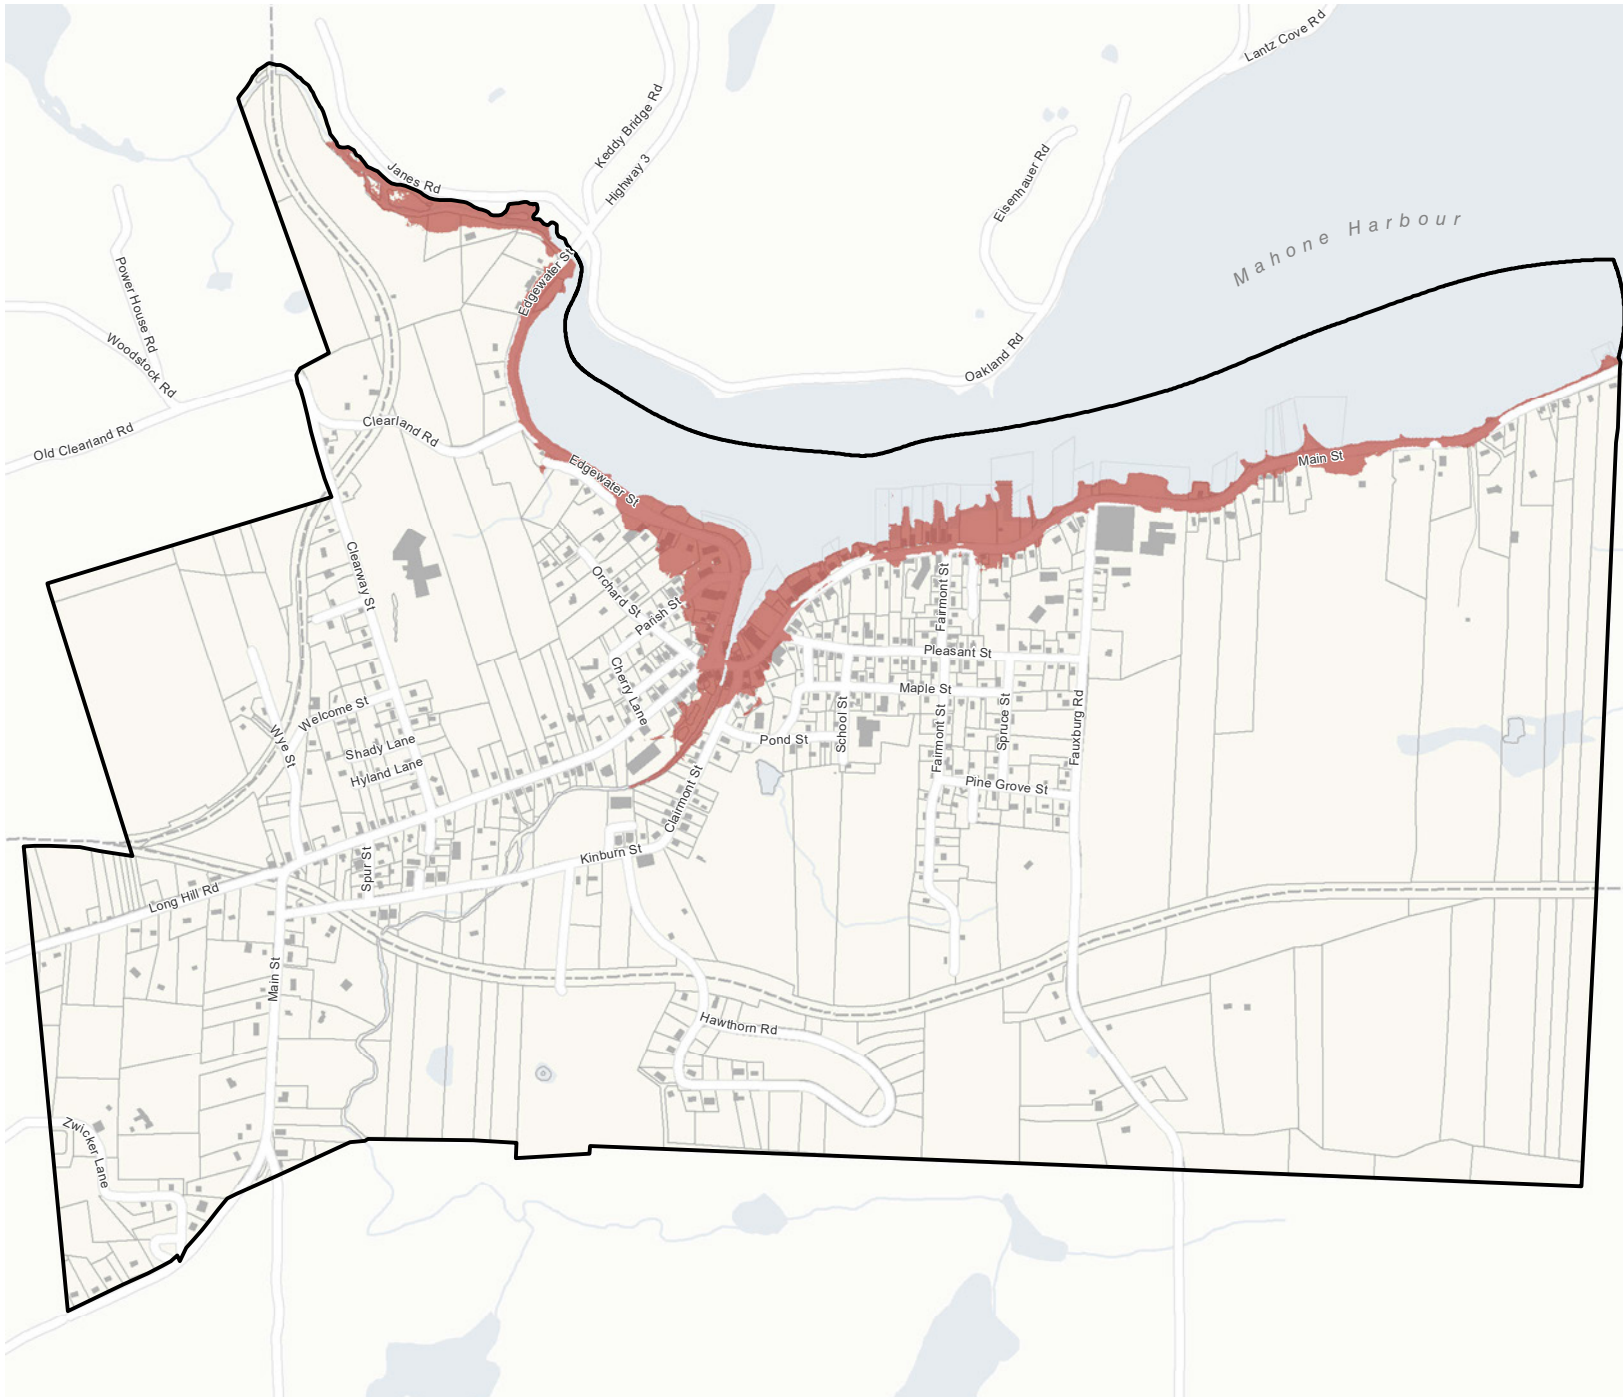 Lantz Cove Rd
Keddy Bridge Rd
Highway 3
Janes Rd
Eisenhauer Rd
Mahone Harbour
Edgewater St
Power House Rd
Woodstock Rd
Oakland Rd
Old Clearland Rd
Clearland Rd
Edgewater St
Main St
Clearway St
Orchard St
Parish St
Fairmont St
Pleasant St
Cherry Lane
Maple St
Welcome St
Wye St
Shady Lane
Hyland Lane
Pond St
School St
Fairmont St
Spruce St
Fauxburg Rd
Pine Grove St
Clairmont St
Kinburn St
Spur St
Long Hill Rd
Main St
Hawthorn Rd
Zwicker Lane